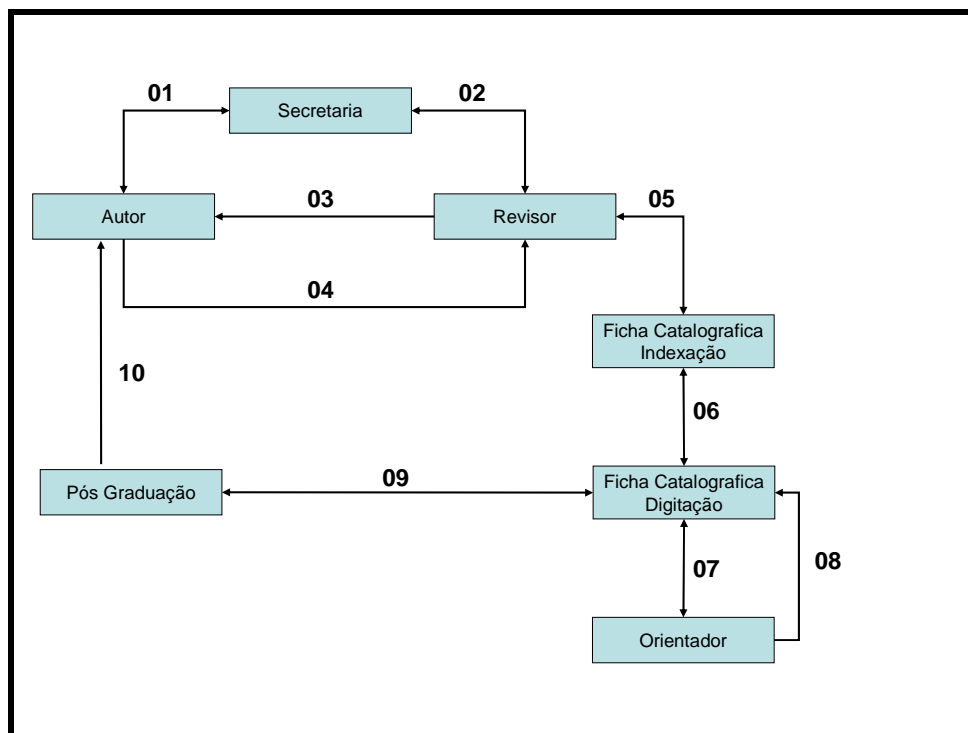 01
Secretaria
02
Autor
03
Revisor
05
04
Ficha Catalografica
Indexação
10
06
Pós Graduação
09
Ficha Catalografica
Digitação
07
08
Orientador